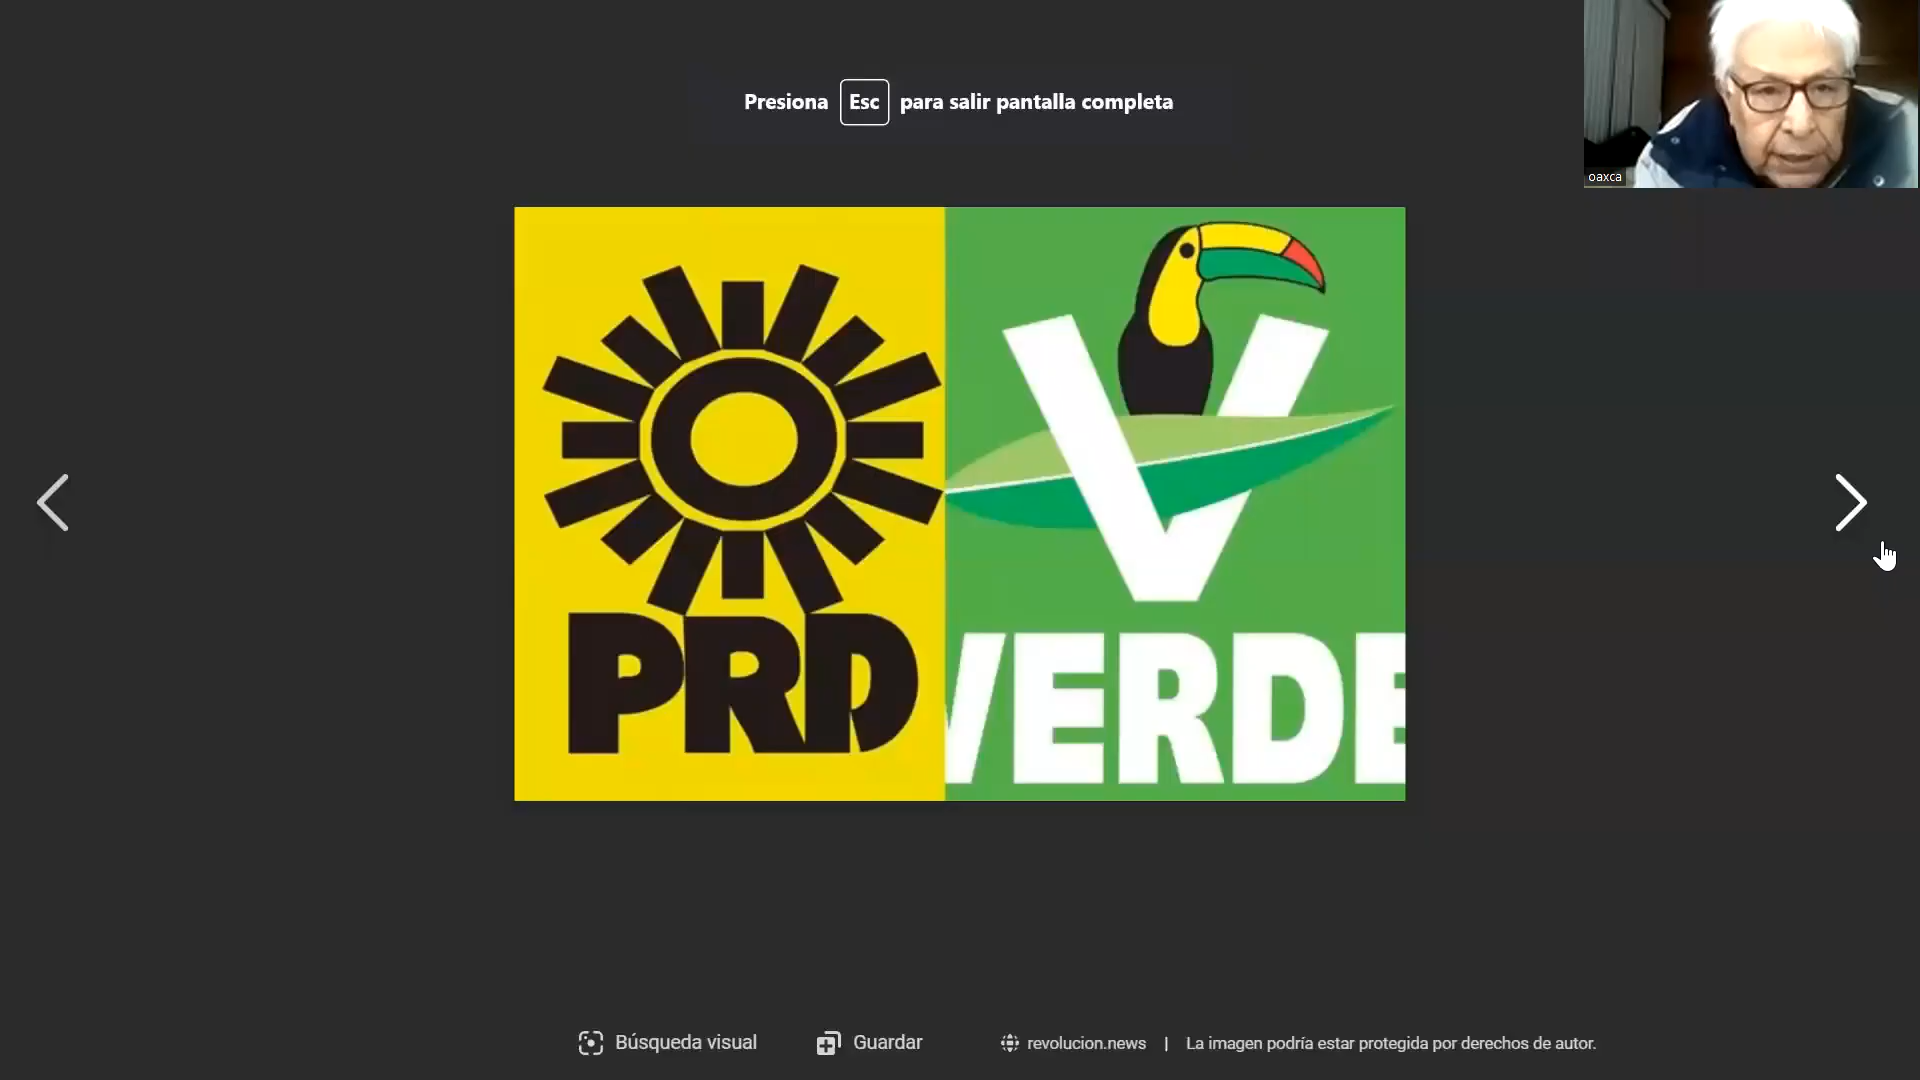 Presiona Esc para salir pantalla completa
oaxca
PRD
VERDE
Búsqueda visual
Guardar
revolucion.news | La imagen podría estar protegida por derechos de autor.